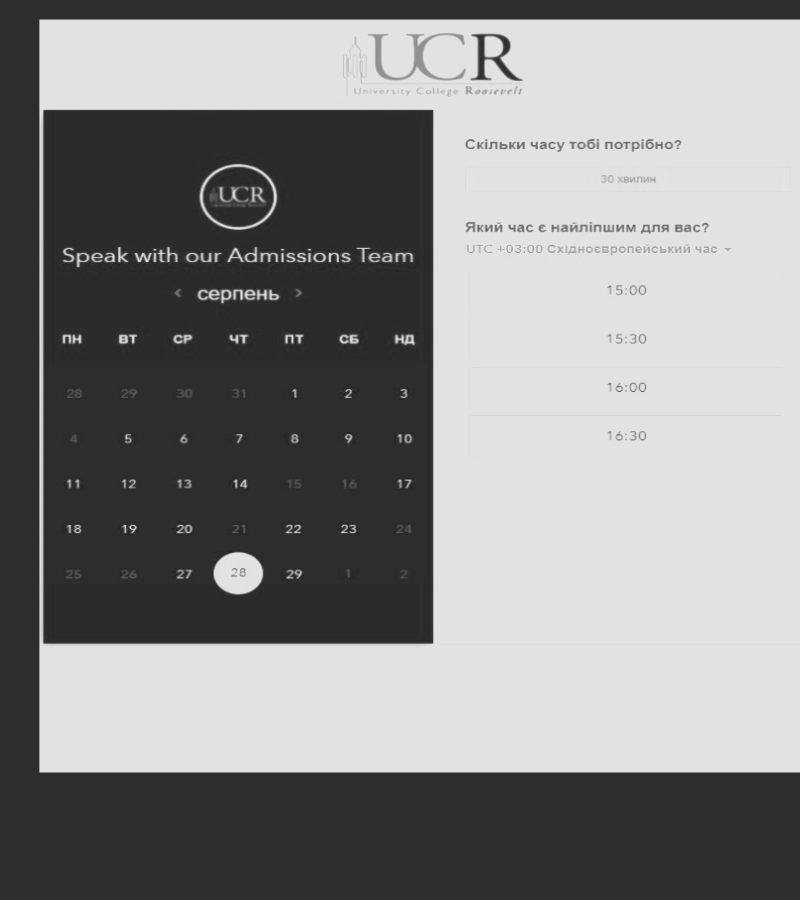 UCR
University College Roosevelt
UCR
Speak with our Admissions Team
< серпень >
ПН ВТ СР ЧТ ПТ СБ НД
28 29 30 31 1 2 3
4 5 6 7 8 9 10
11 12 13 14 15 16 17
18 19 20 21 22 23 24
25 26 27 28 29 1 2
Скільки часу тобі потрібно?
30 хвилин
Який час є найліпшим для вас?
UTC +03:00 Східноєвропейський час
15:00
15:30
16:00
16:30